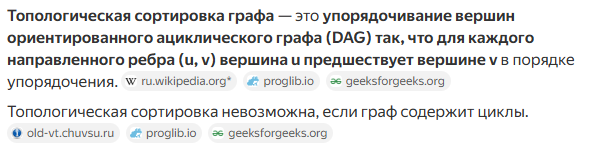 Топологическая сортировка графа — это упорядочивание вершин
ориентированного ациклического графа (DAG) так, что для каждого
направленного ребра (u, v) вершина u предшествует вершине v в порядке
упорядочения. W ru.wikipedia.org* proglib.io geeksforgeeks.org
Топологическая сортировка невозможна, если граф содержит циклы.
old-vt.chuvsu.ru proglib.io geeksforgeeks.org